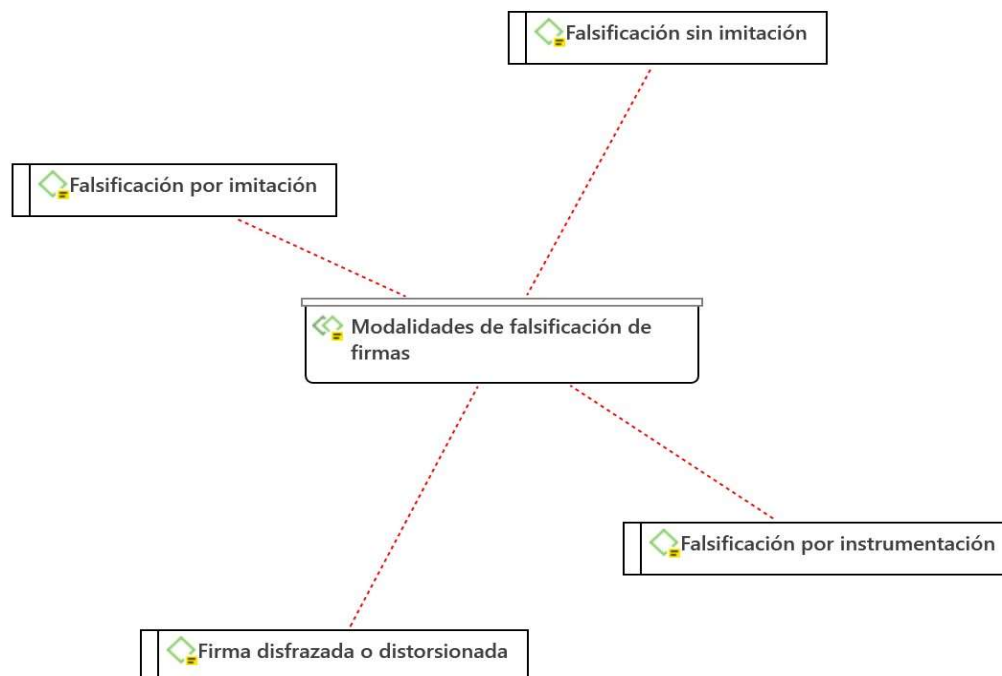 Falsificación sin imitación
Falsificación por imitación
Modalidades de falsificación de
firmas
Falsificación por instrumentación
Firma disfrazada o distorsionada